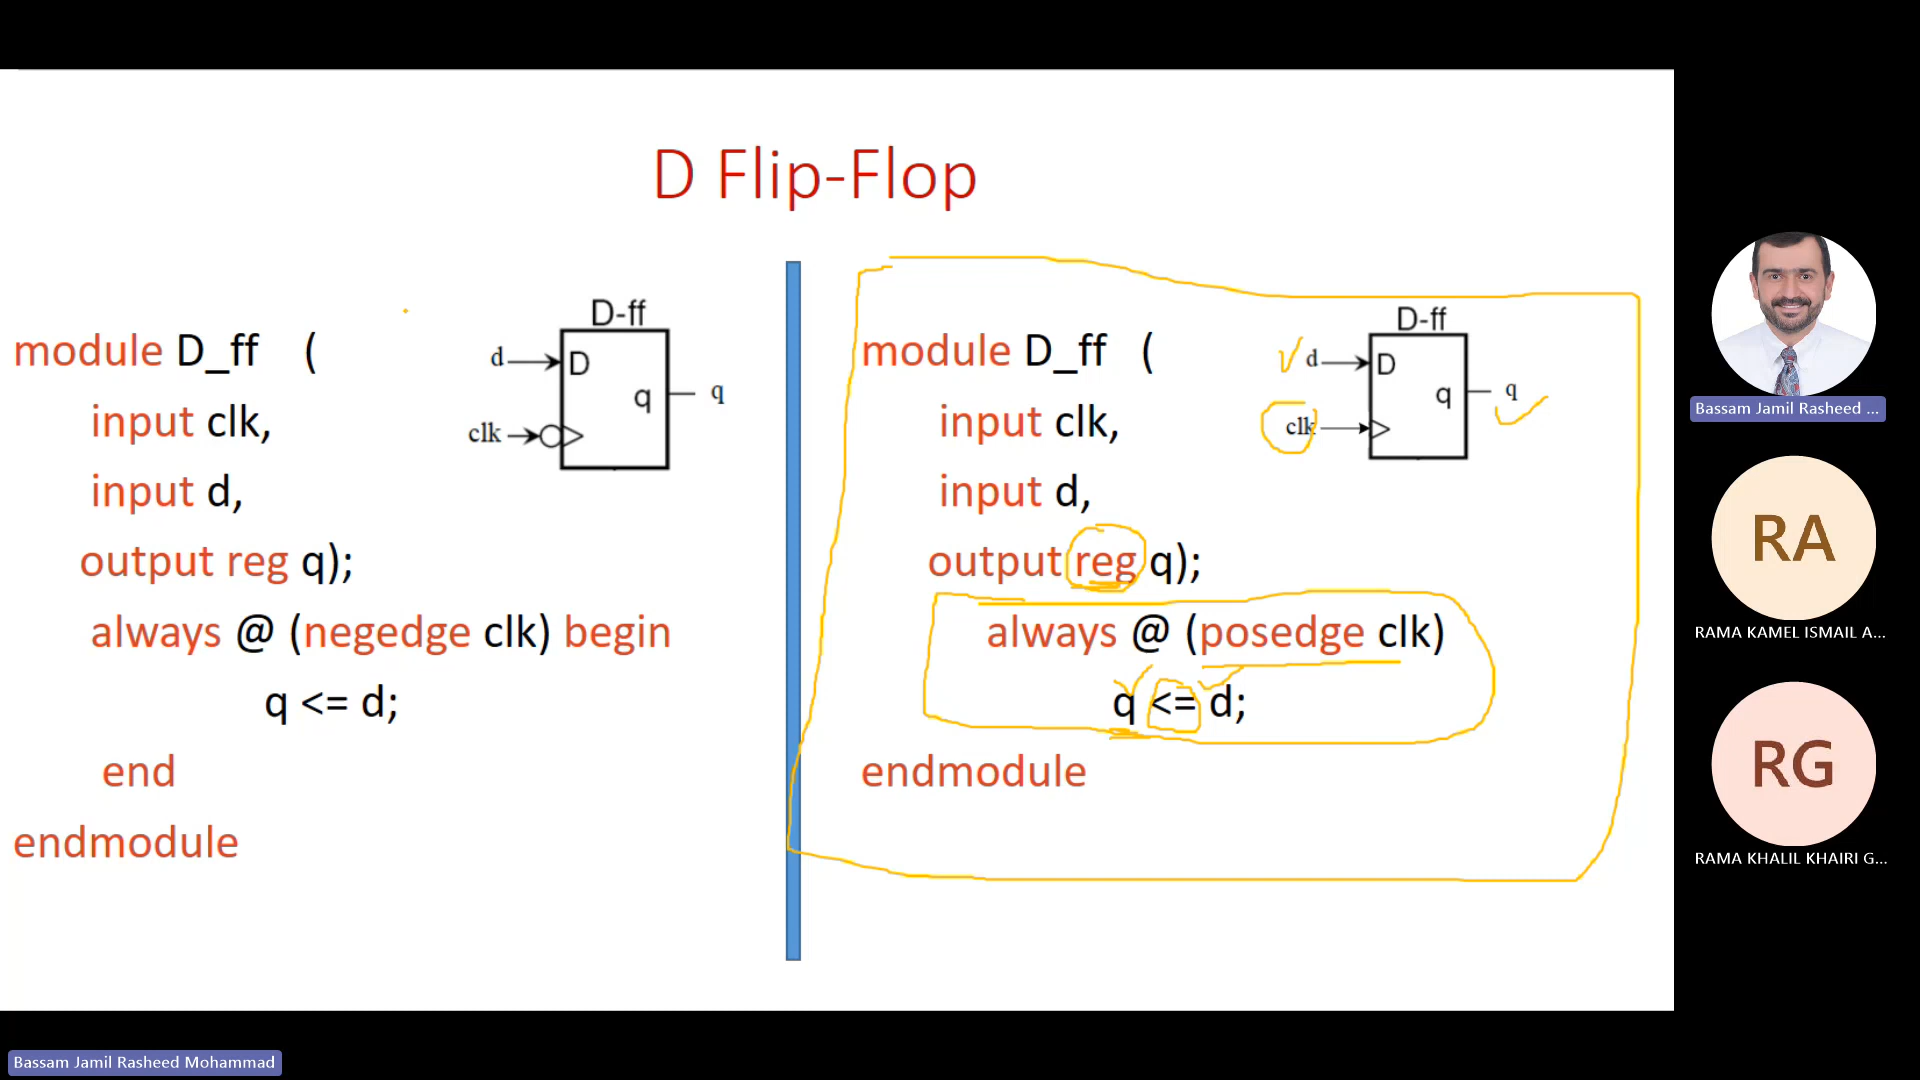 D Flip-Flop
module D_ff (
input clk,
input d,
output reg q);
always @ (negedge clk) begin
q <= d;
end
endmodule
D-ff
d
D
q
q
clk
module D_ff (
input clk,
input d,
output reg q);
always @ (posedge clk)
q <= d;
endmodule
D-ff
d
D
q
q
clk
Bassam Jamil Rasheed ...
RA
RAMA KAMEL ISMAIL A...
RG
RAMA KHALIL KHAIRI G...
Bassam Jamil Rasheed Mohammad